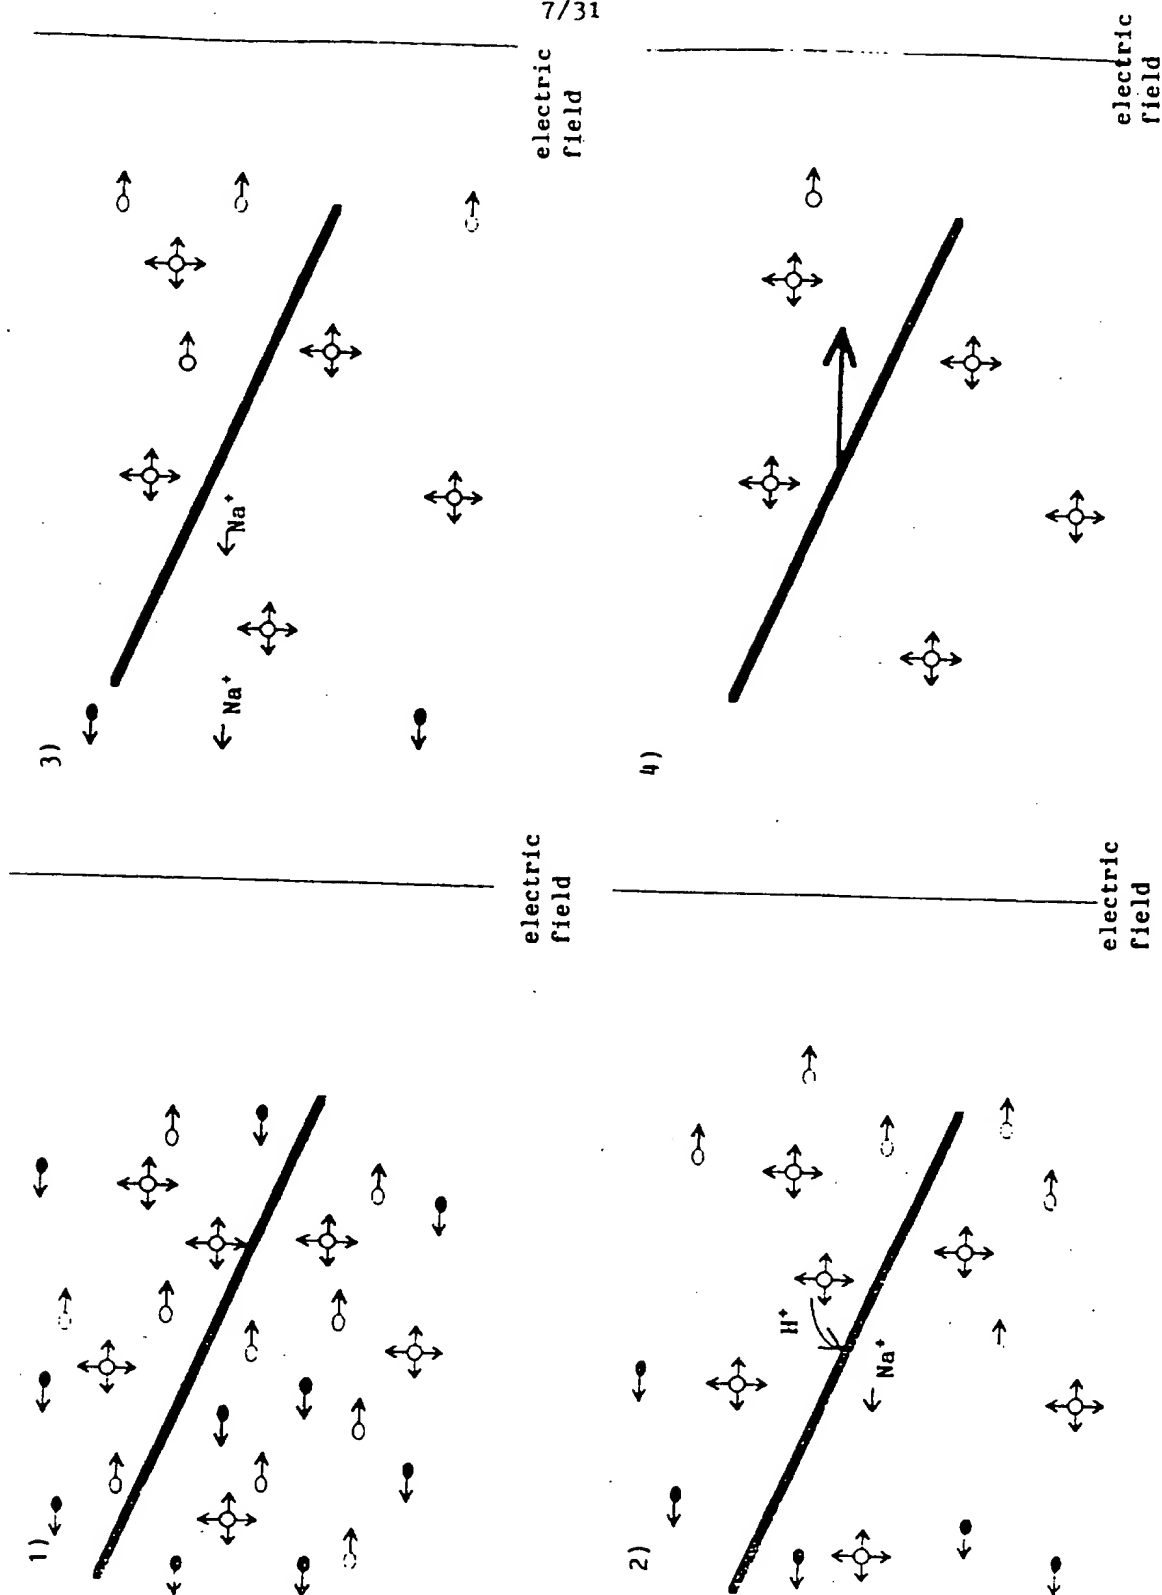 7/31
1)
electric
field
2)
H⁺
Na⁺
electric
field
3)
Na⁺
Na⁺
electric
field
4)
electric
field